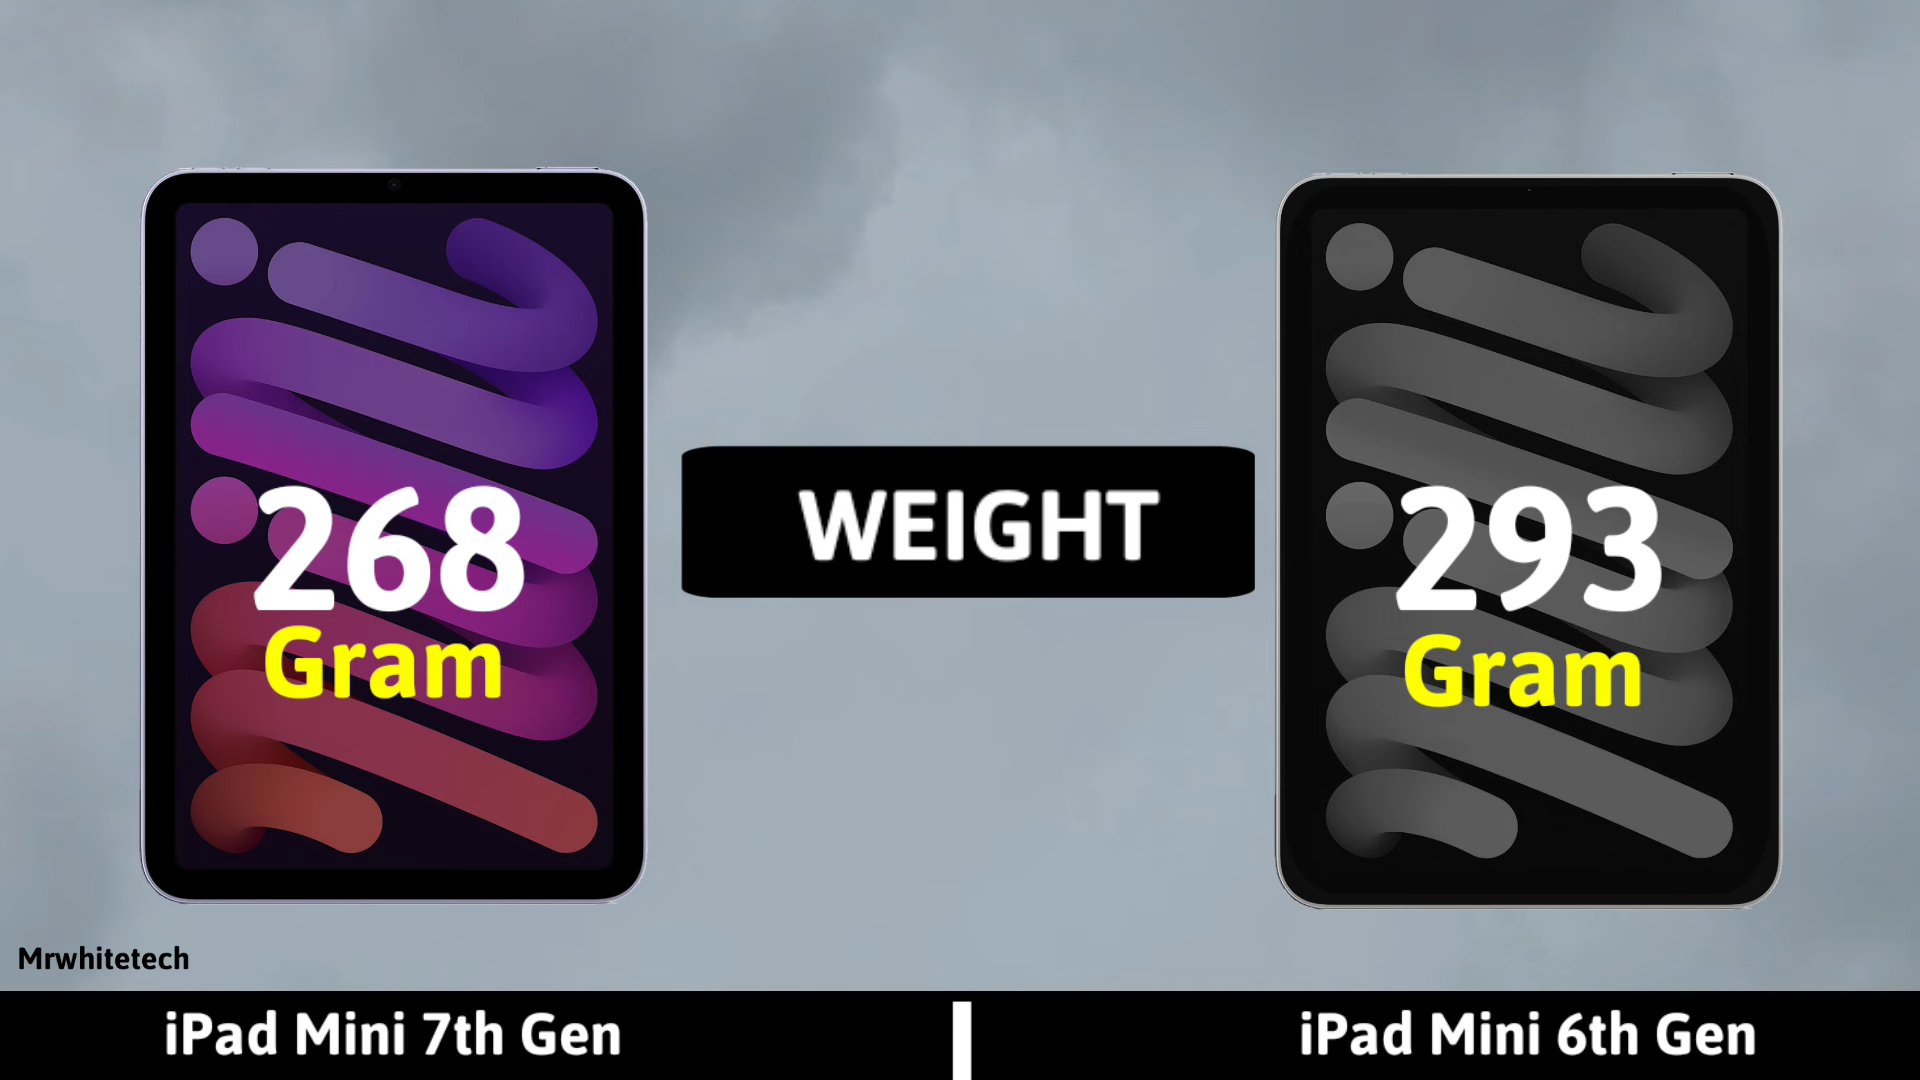 268
Gram
WEIGHT
293
Gram
Mrwhitetech
iPad Mini 7th Gen
iPad Mini 6th Gen